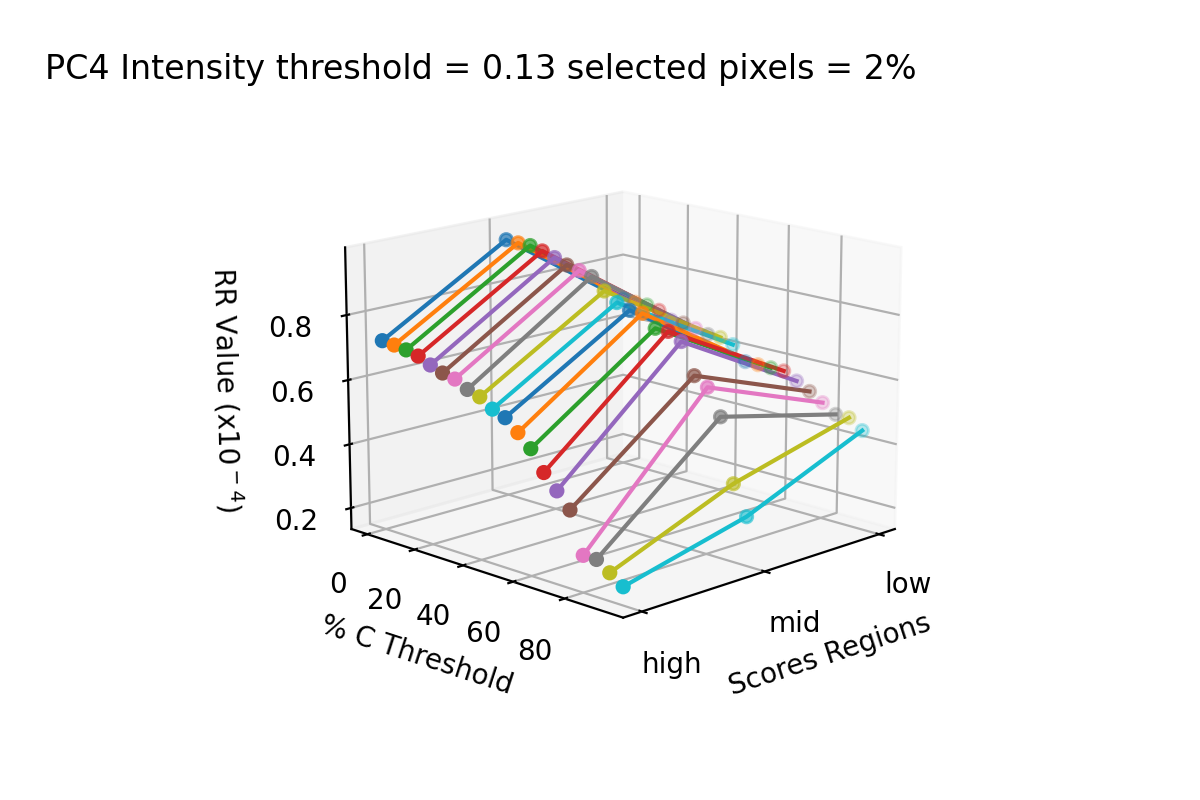 PC4 Intensity threshold = 0.13 selected pixels = 2%
RR Value (x10⁻⁴)
0.8
0.6
0.4
0.2
0
20
40
60
80
% C Threshold
high
mid
low
Scores Regions